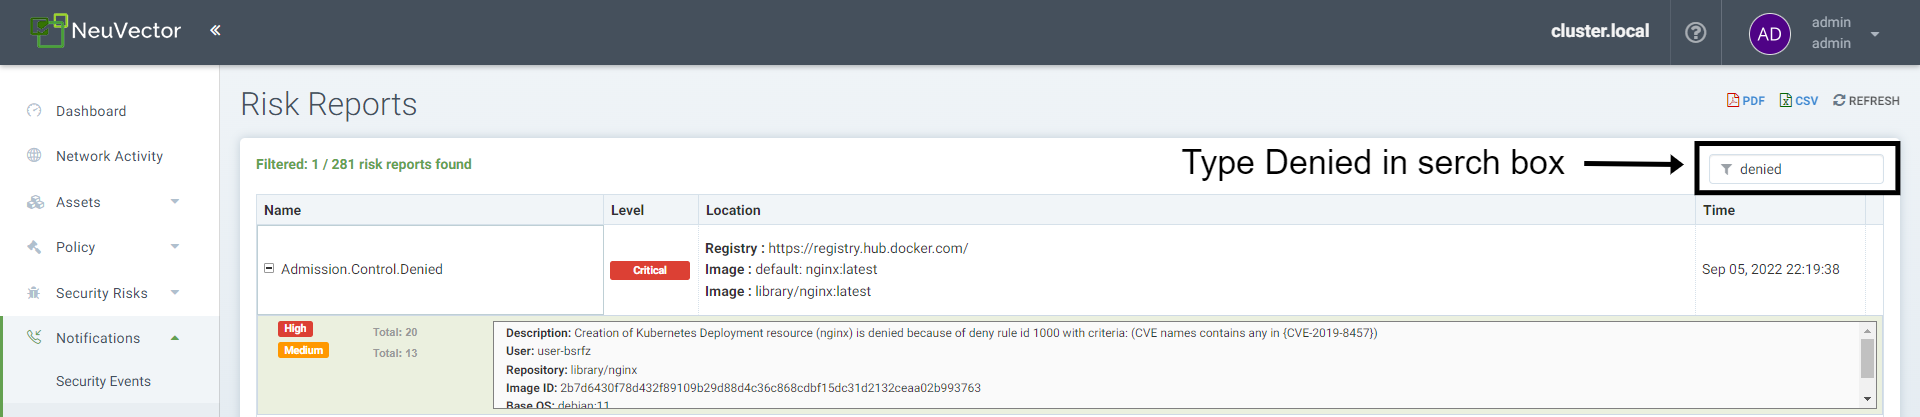 NeuVector «
cluster.local
AD
admin
admin
Dashboard
Network Activity
Assets
Policy
Security Risks
Notifications
Security Events
Risk Reports
PDF CSV REFRESH
Filtered: 1 / 281 risk reports found
Type Denied in serch box
denied
Name Level Location Time
Admission.Control.Denied
Critical
Registry : https://registry.hub.docker.com/
Image : default: nginx:latest
Image : library/nginx:latest
Sep 05, 2022 22:19:38
High Total: 20
Medium Total: 13
Description: Creation of Kubernetes Deployment resource (nginx) is denied because of deny rule id 1000 with criteria: (CVE names contains any in {CVE-2019-8457})
User: user-bsrfz
Repository: library/nginx
Image ID: 2b7d6430f78d432f89109b29d88d4c36c868cdbf15dc31d2132ceaa02b993763
Base OS: debian:11